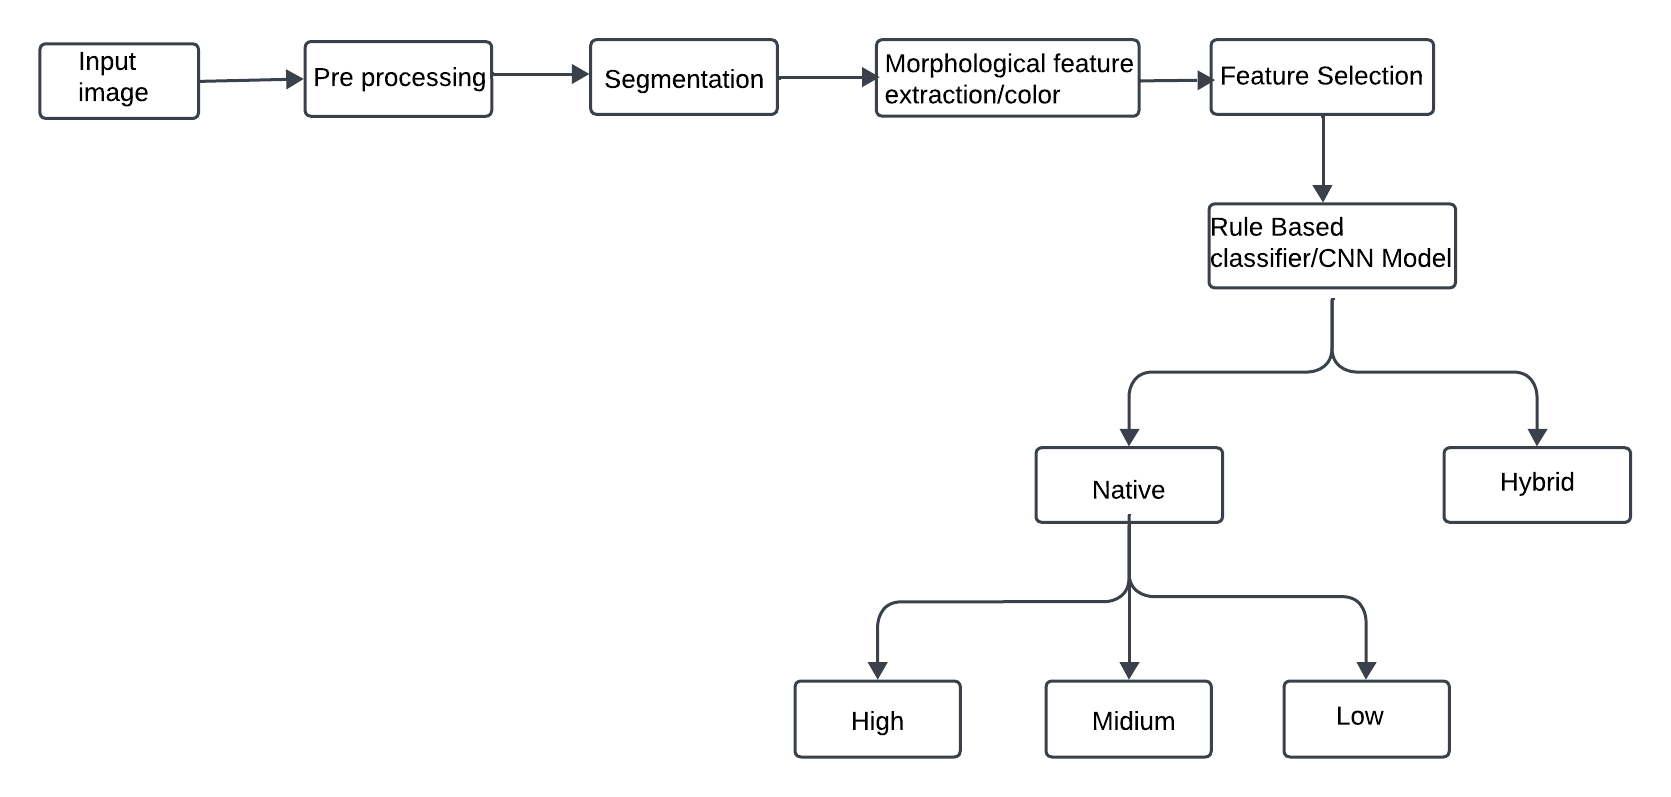 Input
image
Pre processing
Segmentation
Morphological feature
extraction/color
Feature Selection
Rule Based
classifier/CNN Model
Native
Hybrid
High
Midium
Low